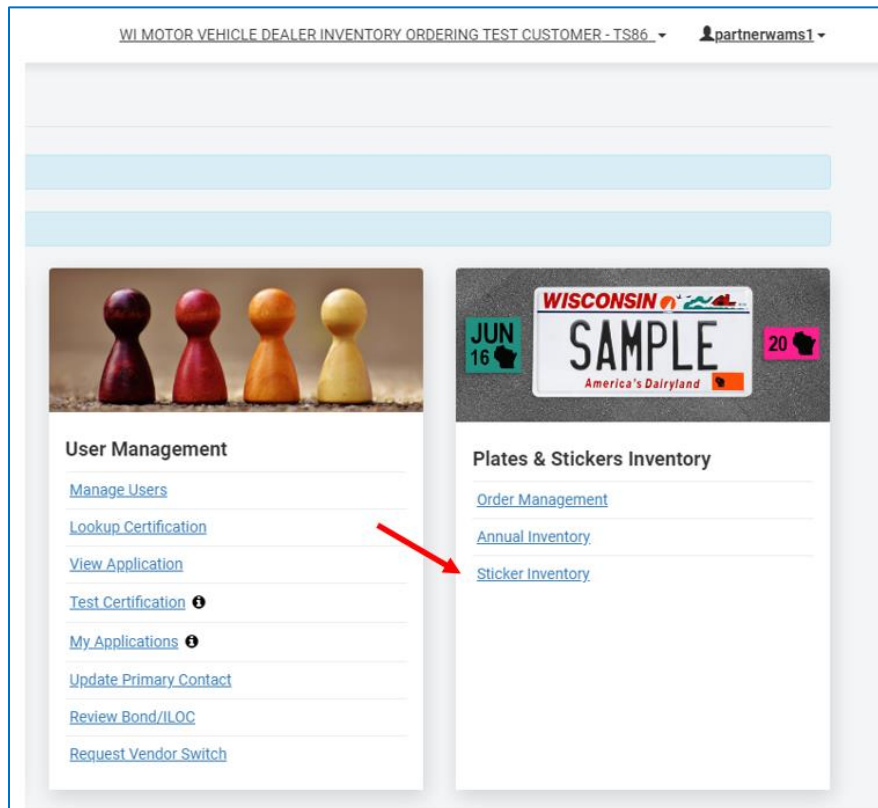 WI MOTOR VEHICLE DEALER INVENTORY ORDERING TEST CUSTOMER - TS86
partnerwams1
WISCONSIN
JUN
16
SAMPLE
20
America's Dairyland
User Management
Manage Users
Lookup Certification
View Application
Test Certification
My Applications
Update Primary Contact
Review Bond/ILOC
Request Vendor Switch
Plates & Stickers Inventory
Order Management
Annual Inventory
Sticker Inventory